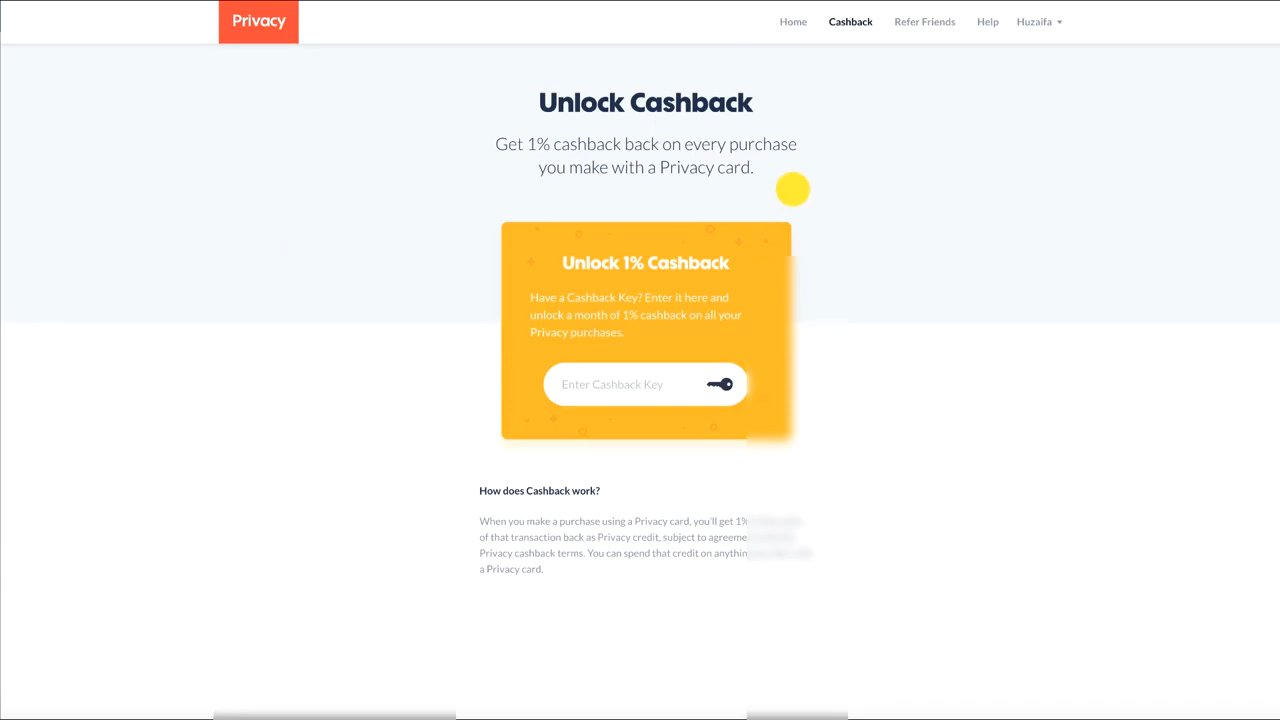 Privacy
Home Cashback Refer Friends Help Huzaifa
Unlock Cashback
Get 1% cashback back on every purchase
you make with a Privacy card.
Unlock 1% Cashback
Have a Cashback Key? Enter it here and
unlock a month of 1% cashback on all your
Privacy purchases.
Enter Cashback Key
How does Cashback work?
When you make a purchase using a Privacy card, you'll get 1%
of that transaction back as Privacy credit, subject to
Privacy cashback terms. You can spend that credit on
a Privacy card.